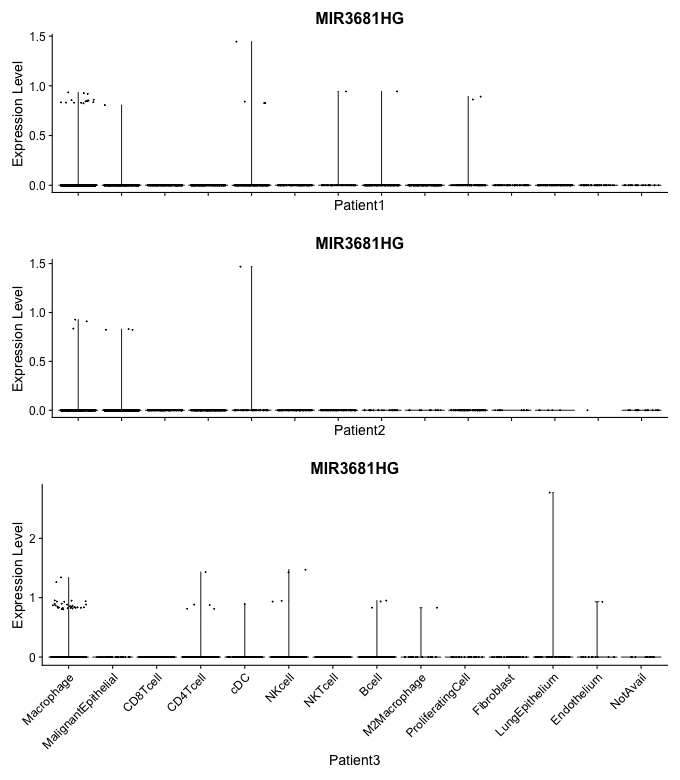 MIR3681HG
Expression Level
1.5
1.0
0.5
0.0
Patient1
MIR3681HG
Expression Level
1.5
1.0
0.5
0.0
Patient2
MIR3681HG
Expression Level
2
1
0
Macrophage
MalignantEpithelial
CD8Tcell
CD4Tcell
cDC
NKcell
NKTcell
Bcell
M2Macrophage
ProliferatingCell
Fibroblast
LungEpithelium
Endothelium
NotAvail
Patient3